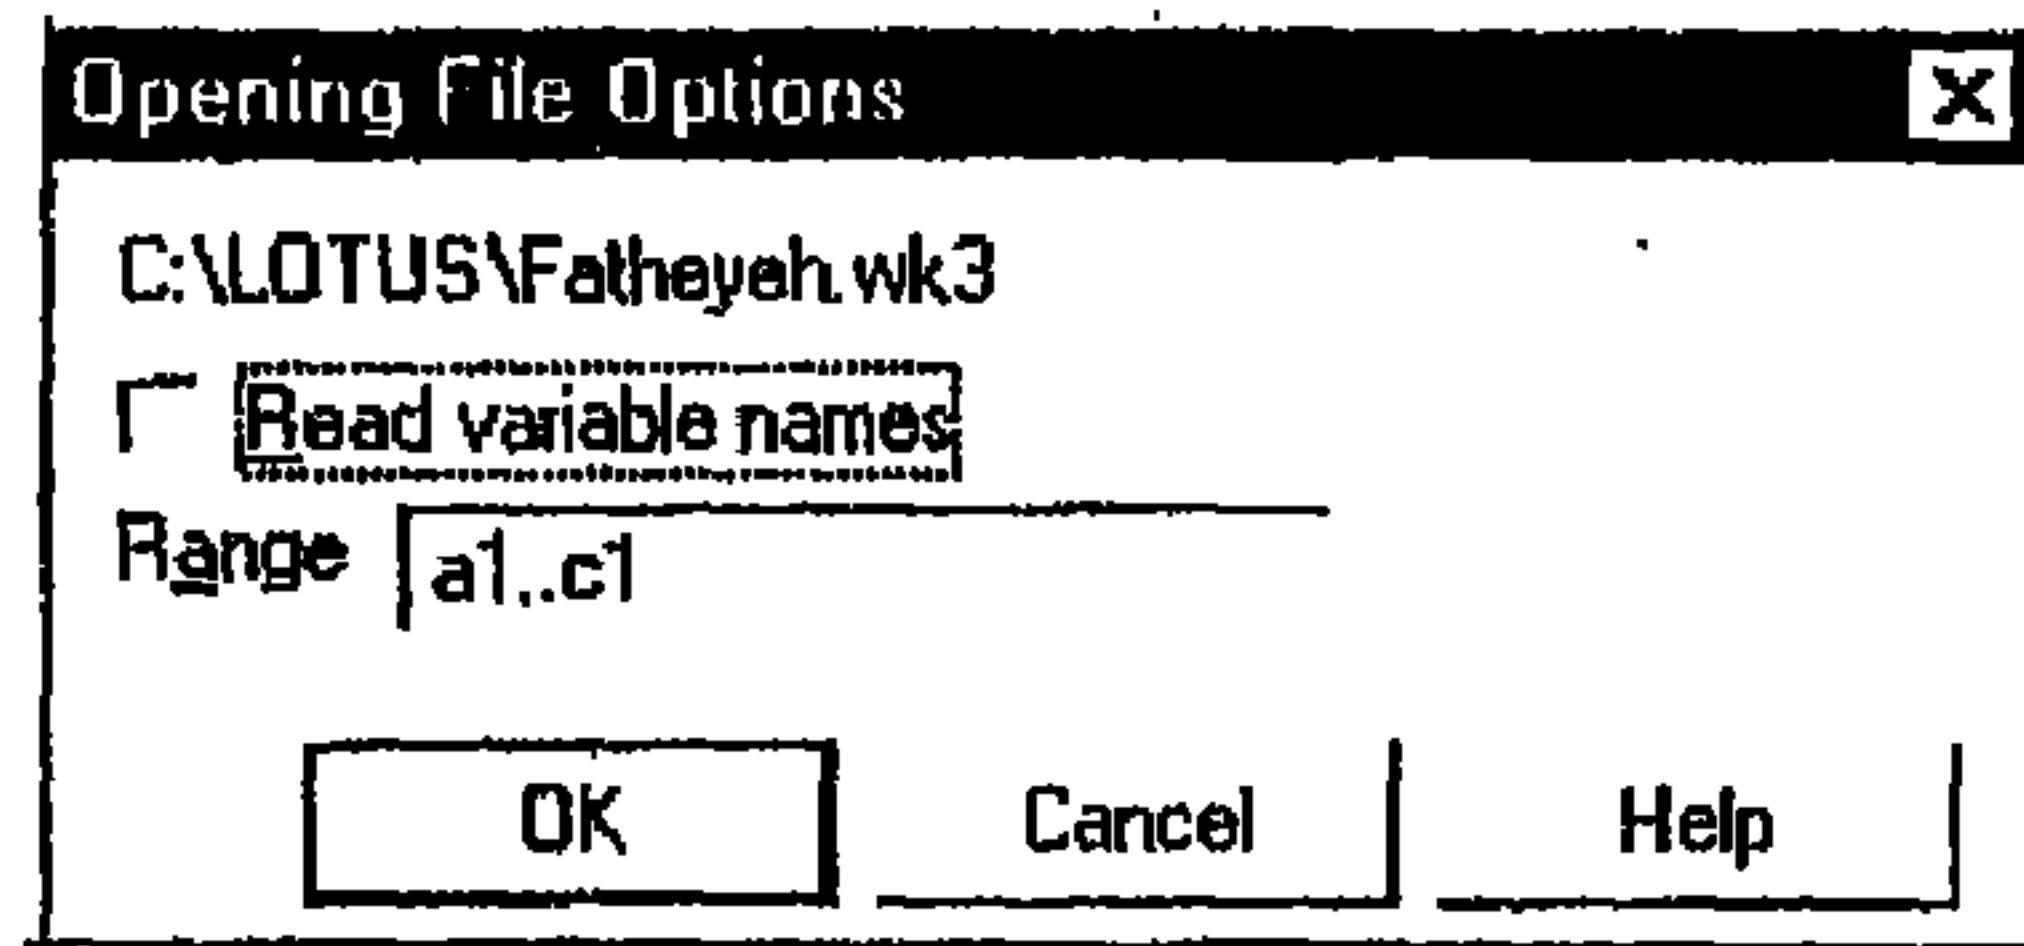 Opening File Options
C:\LOTUS\Fatheyeh.wk3
Read variable names
Range a1..c1
OK Cancel Help